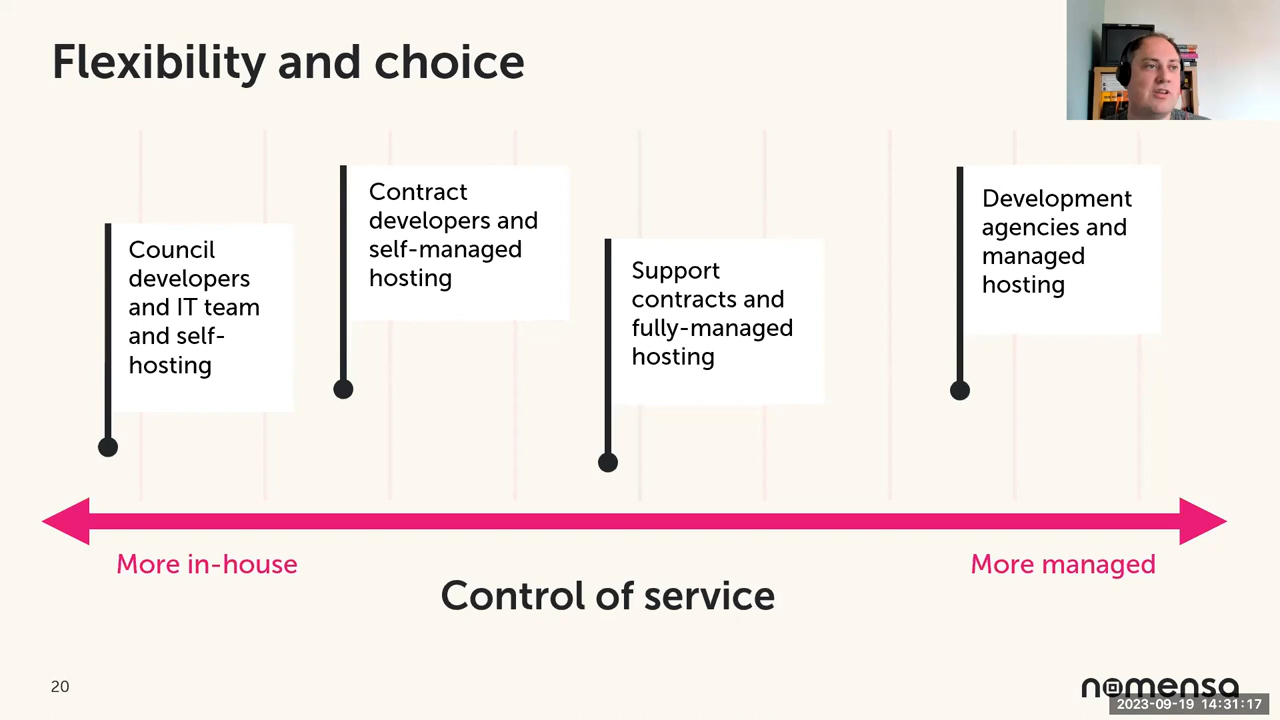 Flexibility and choice
Council
developers
and IT team
and self-
hosting
Contract
developers and
self-managed
hosting
Support
contracts and
fully-managed
hosting
Development
agencies and
managed
hosting
More in-house
More managed
Control of service
20
nomensa
2023-09-19 14:31:17